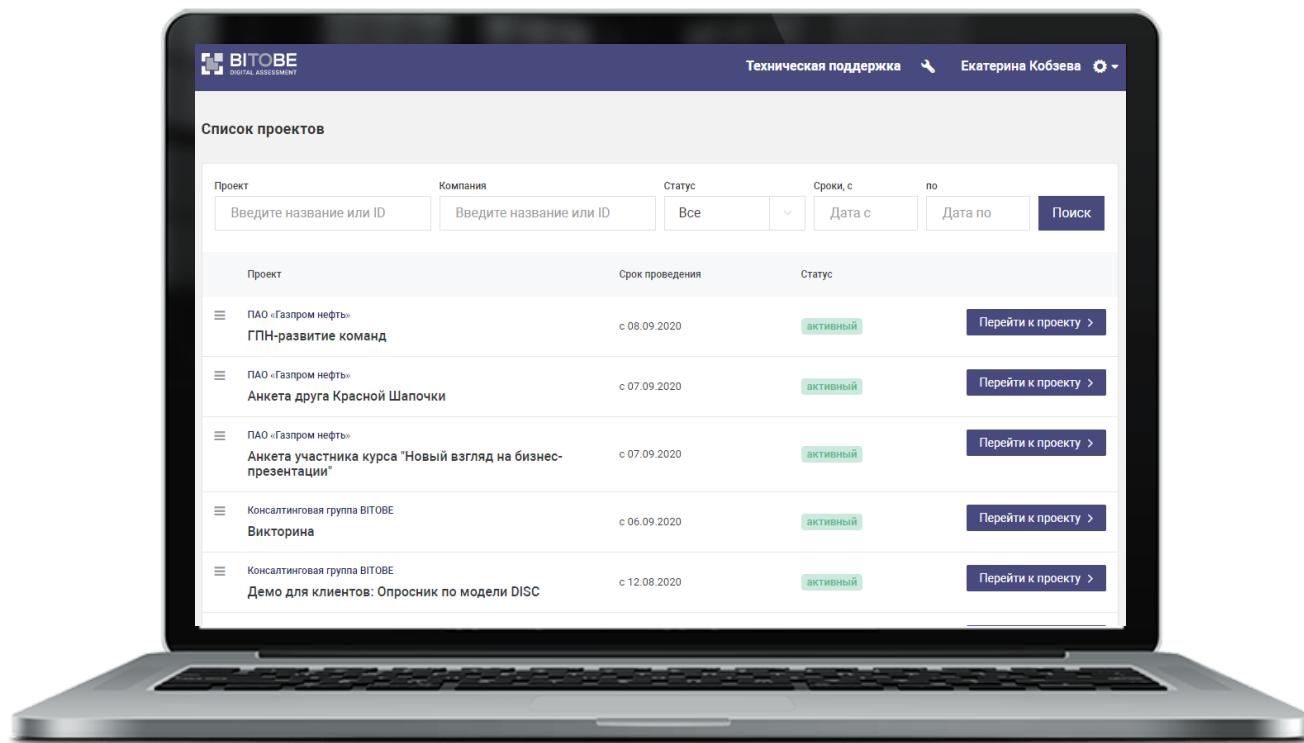 BITOBE
DIGITAL ASSESSMENT
Техническая поддержка
Екатерина Кобзева
Список проектов
Проект Компания Статус Сроки, с по
Введите название или ID Введите название или ID Все Дата с Дата по Поиск
Проект Срок проведения Статус
ПАО «Газпром нефть»
ГПН-развитие команд
с 08.09.2020 активный Перейти к проекту
ПАО «Газпром нефть»
Анкета друга Красной Шапочки
с 07.09.2020 активный Перейти к проекту
ПАО «Газпром нефть»
Анкета участника курса "Новый взгляд на бизнес-
презентации"
с 07.09.2020 активный Перейти к проекту
Консалтинговая группа BITOBE
Викторина
с 06.09.2020 активный Перейти к проекту
Консалтинговая группа BITOBE
Демо для клиентов: Опросник по модели DISC
с 12.08.2020 активный Перейти к проекту